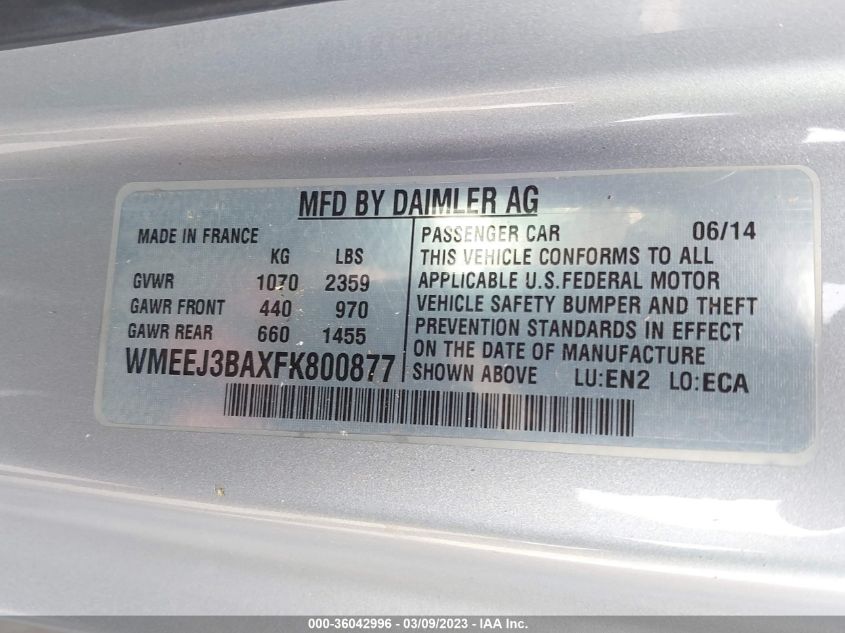 MFD BY DAIMLER AG
MADE IN FRANCE
KG LBS
GVWR 1070 2359
GAWR FRONT 440 970
GAWR REAR 660 1455
WMEEJ3BAXFK800877
PASSENGER CAR 06/14
THIS VEHICLE CONFORMS TO ALL
APPLICABLE U.S.FEDERAL MOTOR
VEHICLE SAFETY BUMPER AND THEFT
PREVENTION STANDARDS IN EFFECT
ON THE DATE OF MANUFACTURE
SHOWN ABOVE LU:EN2 LO:ECA
000-36042996 - 03/09/2023 - IAA Inc.